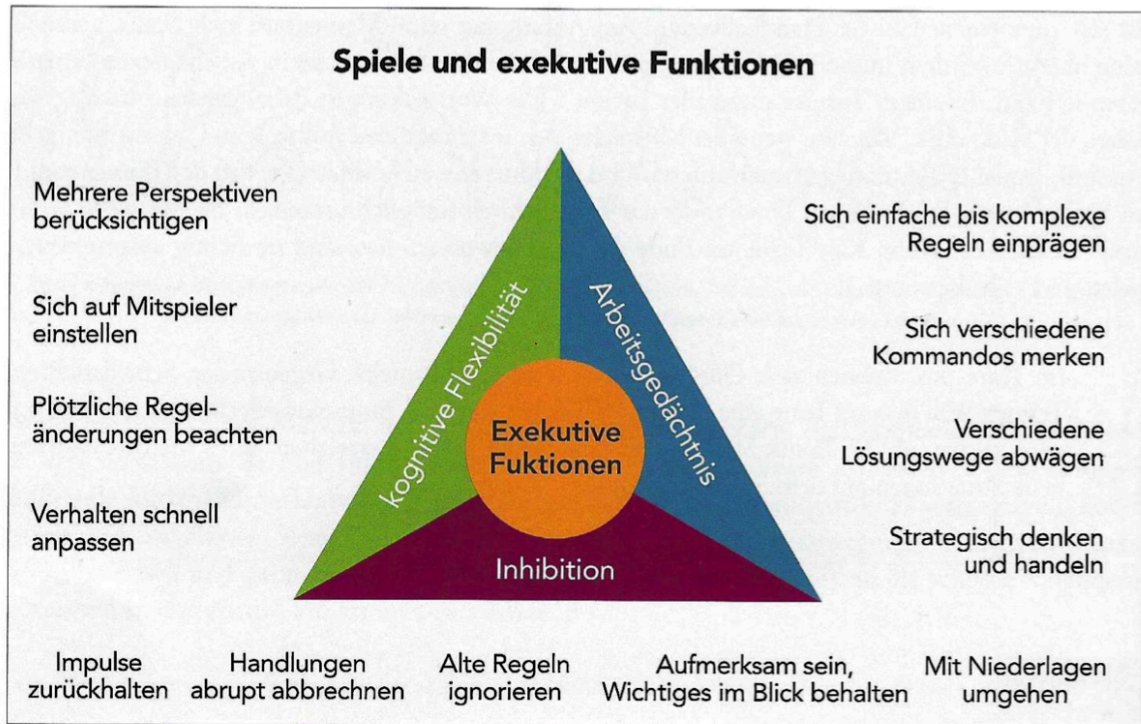 Spiele und exekutive Funktionen
Mehrere Perspektiven
berücksichtigen
Sich auf Mitspieler
einstellen
Plötzliche Regel-
änderungen beachten
Verhalten schnell
anpassen
kognitive Flexibilität
Arbeitsgedächtnis
Exekutive
Fuktionen
Inhibition
Sich einfache bis komplexe
Regeln einprägen
Sich verschiedene
Kommandos merken
Verschiedene
Lösungswege abwägen
Strategisch denken
und handeln
Impulse
zurückhalten
Handlungen
abrupt abbrechnen
Alte Regeln
ignorieren
Aufmerksam sein,
Wichtiges im Blick behalten
Mit Niederlagen
umgehen